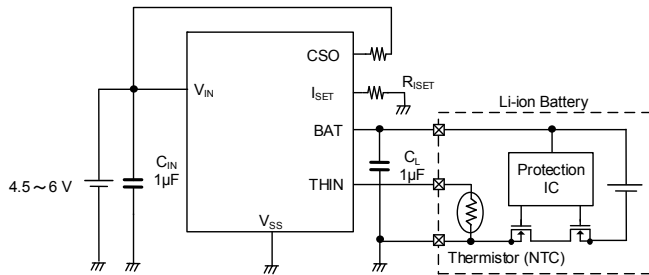 CSO
V_IN
I_SET
R_ISET
Li-ion Battery
BAT
C_IN
1µF
C_L
1µF
Protection
IC
4.5～6 V
THIN
V_SS
Thermistor (NTC)